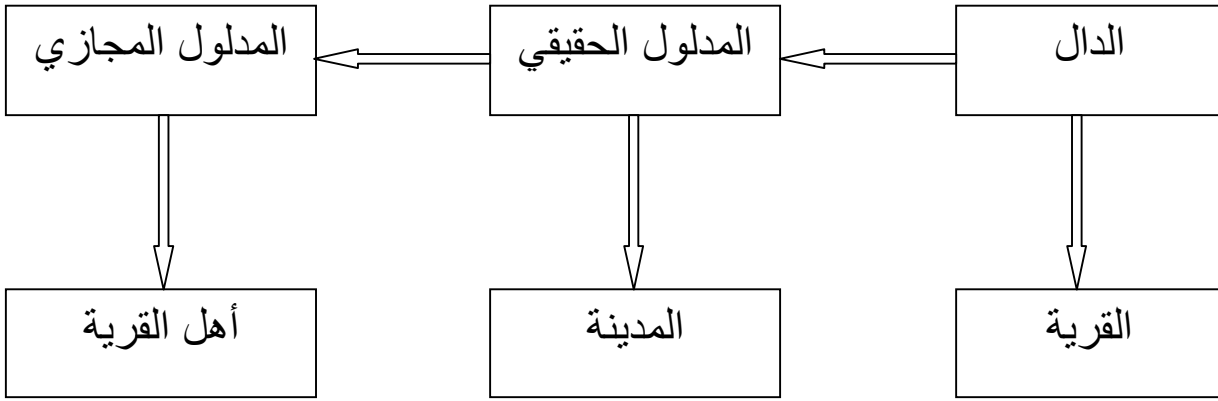 الدال
المدلول الحقيقي
المدلول المجازي
القرية
المدينة
أهل القرية